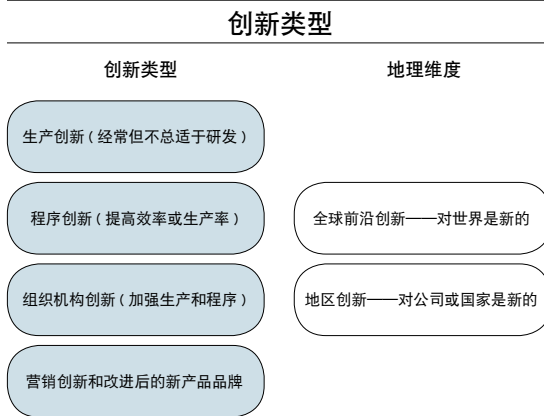 创新类型
创新类型
地理维度
生产创新（经常但不总适于研发）
程序创新（提高效率或生产率）
全球前沿创新——对世界是新的
组织机构创新（加强生产和程序）
地区创新——对公司或国家是新的
营销创新和改进后的新产品品牌